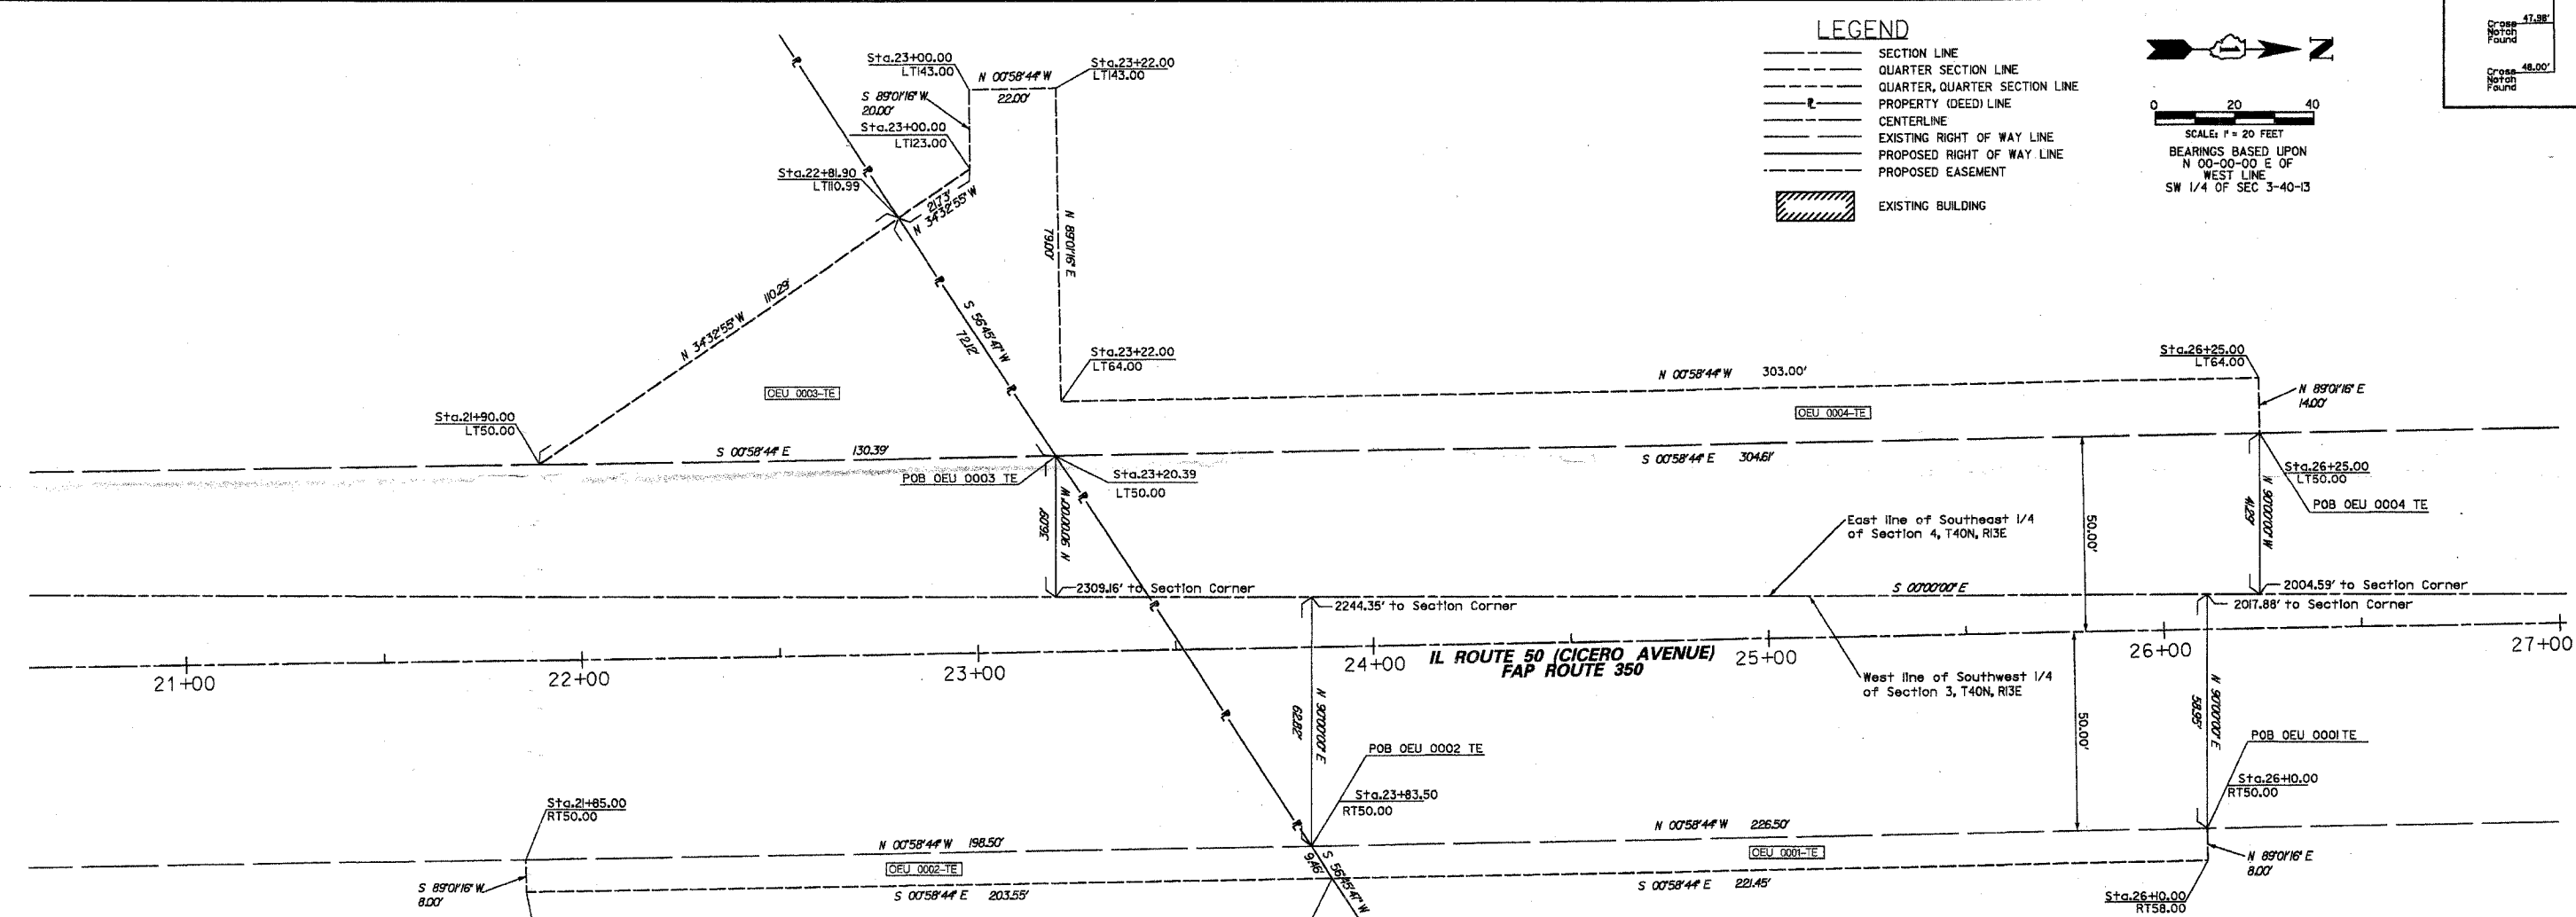 LEGEND
SECTION LINE
QUARTER SECTION LINE
QUARTER, QUARTER SECTION LINE
PROPERTY (DEED) LINE
CENTERLINE
EXISTING RIGHT OF WAY LINE
PROPOSED RIGHT OF WAY LINE
PROPOSED EASEMENT
EXISTING BUILDING
N
0 20 40
SCALE: 1" = 20 FEET
BEARINGS BASED UPON
N 00-00-00 E OF
WEST LINE
SW 1/4 OF SEC 3-40-13
Cross
Notch
Found
47.98'
Cross
Notch
Found
48.00'
Sta.23+00.00
LT143.00
N 00°58'44" W
22.00'
Sta.23+22.00
LT143.00
S 89°01'16" W
20.00'
Sta.23+00.00
LT123.00
Sta.22+81.90
LT110.99
21.73'
N 34°32'55" W
N 89°01'16" E
79.00'
110.29'
N 34°32'55" W
S 56°45'47" W
72.12'
Sta.23+22.00
LT64.00
N 00°58'44" W 303.00'
Sta.26+25.00
LT64.00
N 89°01'16" E
14.00'
OEU 0003-TE
OEU 0004-TE
Sta.21+90.00
LT50.00
S 00°58'44" E 130.39'
S 00°58'44" E 304.61'
POB OEU 0003 TE
Sta.23+20.39
LT50.00
Sta.26+25.00
LT50.00
POB OEU 0004 TE
N 90°00'00" W
36.09'
East line of Southeast 1/4
of Section 4, T40N, R13E
50.00'
N 90°00'00" W
41.29'
2309.16' to Section Corner
2244.35' to Section Corner
S 00°00'00" E
2004.59' to Section Corner
2017.88' to Section Corner
21+00
22+00
23+00
24+00
IL ROUTE 50 (CICERO AVENUE)
FAP ROUTE 350
25+00
26+00
27+00
West line of Southwest 1/4
of Section 3, T40N, R13E
N 90°00'00" E
62.82'
50.00'
N 90°00'00" E
58.95'
POB OEU 0002 TE
POB OEU 0001 TE
Sta.21+85.00
RT50.00
Sta.23+83.50
RT50.00
Sta.26+10.00
RT50.00
N 00°58'44" W 198.50'
N 00°58'44" W 226.50'
OEU 0002-TE
OEU 0001-TE
S 89°01'16" W
8.00'
S 00°58'44" E 203.55'
S 56°45'47" W
9.46'
S 00°58'44" E 221.45'
N 89°01'16" E
8.00'
Sta.26+10.00
RT58.00